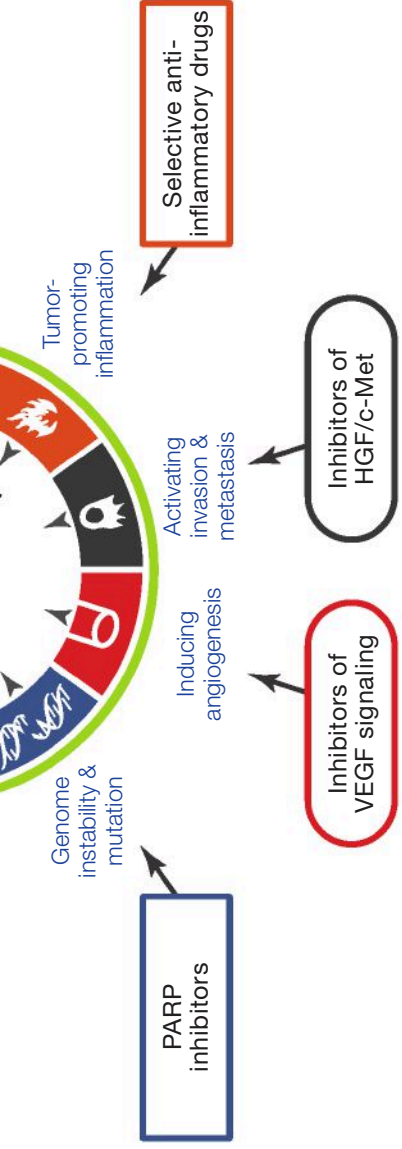 Genome
instability &
mutation
Tumor-
promoting
inflammation
PARP
inhibitors
Inducing
angiogenesis
Activating
invasion &
metastasis
Selective anti-
inflammatory drugs
Inhibitors of
VEGF signaling
Inhibitors of
HGF/c-Met